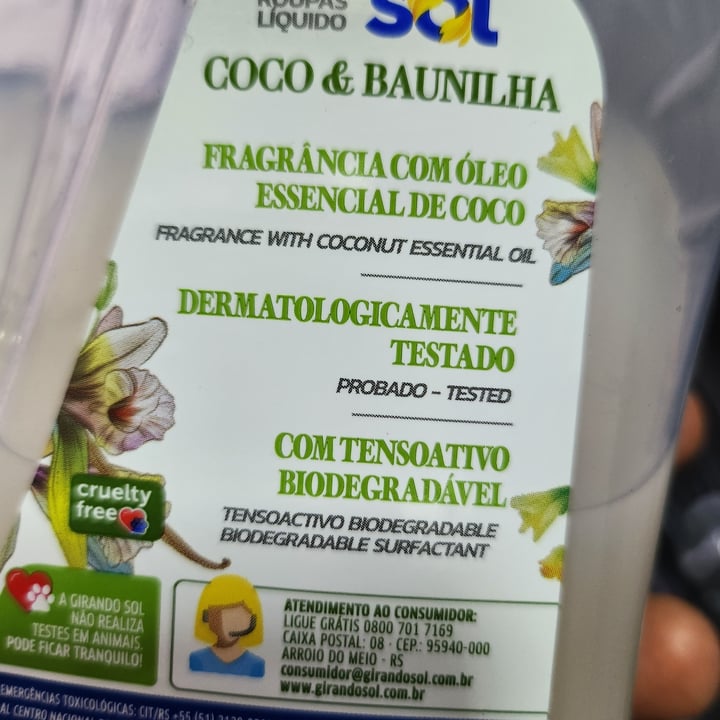 ROUPAS
LÍQUIDO
sol
COCO & BAUNILHA
FRAGRÂNCIA COM ÓLEO
ESSENCIAL DE COCO
FRAGRANCE WITH COCONUT ESSENTIAL OIL
DERMATOLOGICAMENTE
TESTADO
PROBADO - TESTED
COM TENSOATIVO
BIODEGRADÁVEL
TENSOACTIVO BIODEGRADABLE
BIODEGRADABLE SURFACTANT
cruelty
free
A GIRANDO SOL
NÃO REALIZA
TESTES EM ANIMAIS.
PODE FICAR TRANQUILO!
ATENDIMENTO AO CONSUMIDOR:
LIGUE GRÁTIS 0800 701 7169
CAIXA POSTAL: 08 - CEP.: 95940-000
ARROIO DO MEIO - RS
consumidor@girandosol.com.br
www.girandosol.com.br
EMERGÊNCIAS TOXICOLÓGICAS: CIT/RS +55 (51)
CENTRO